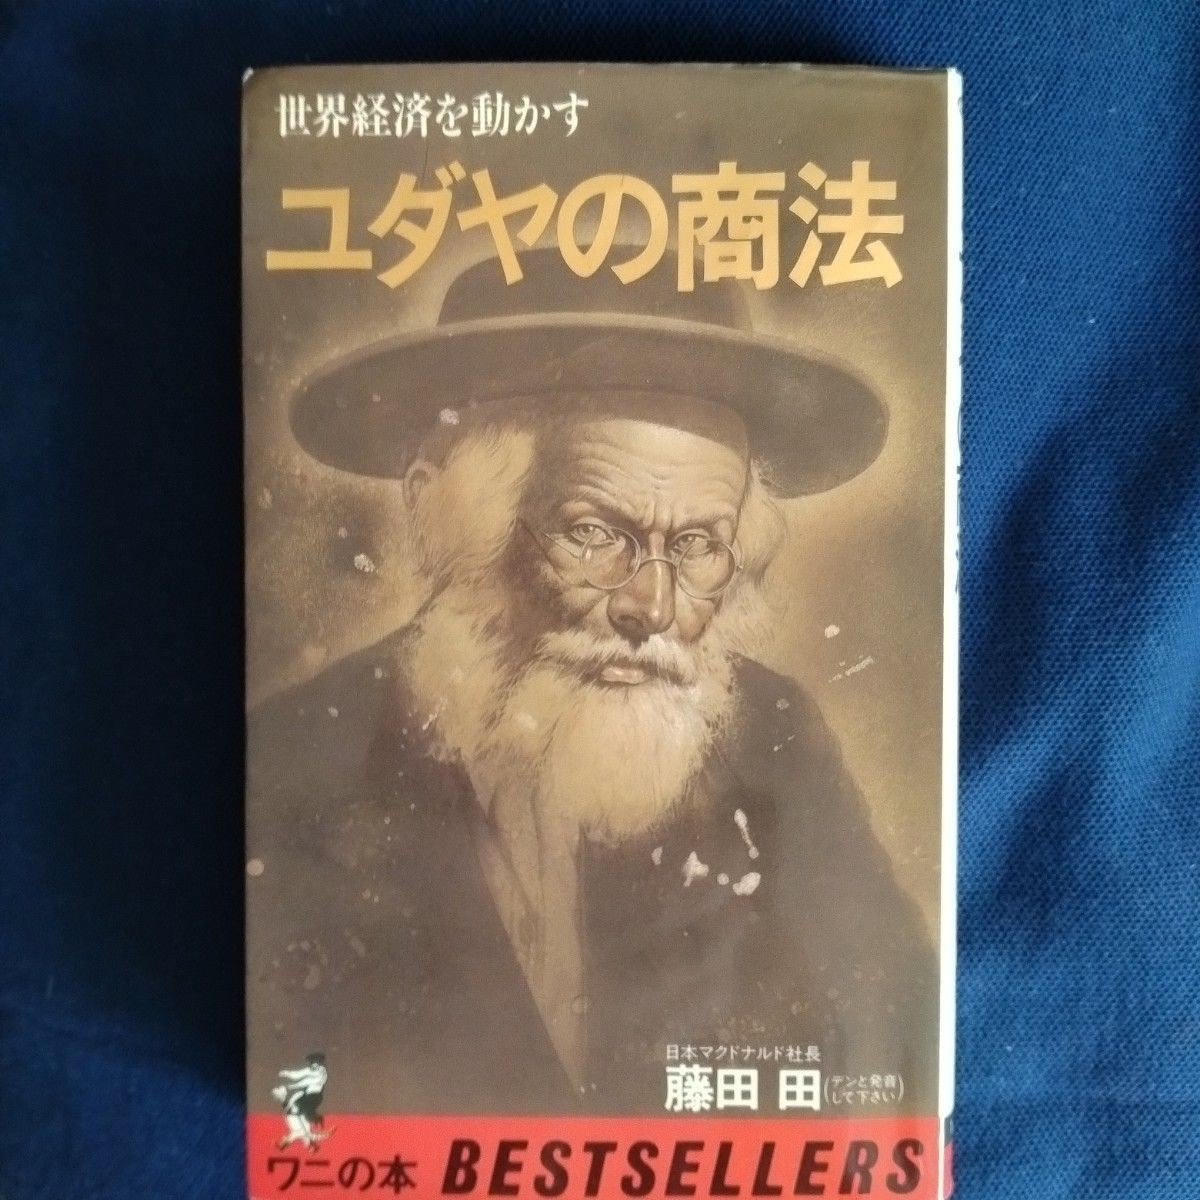 世界経済を動かす
ユダヤの商法
日本マクドナルド社長
藤田 田(デンと発音して下さい)
ワニの本 BESTSELLERS